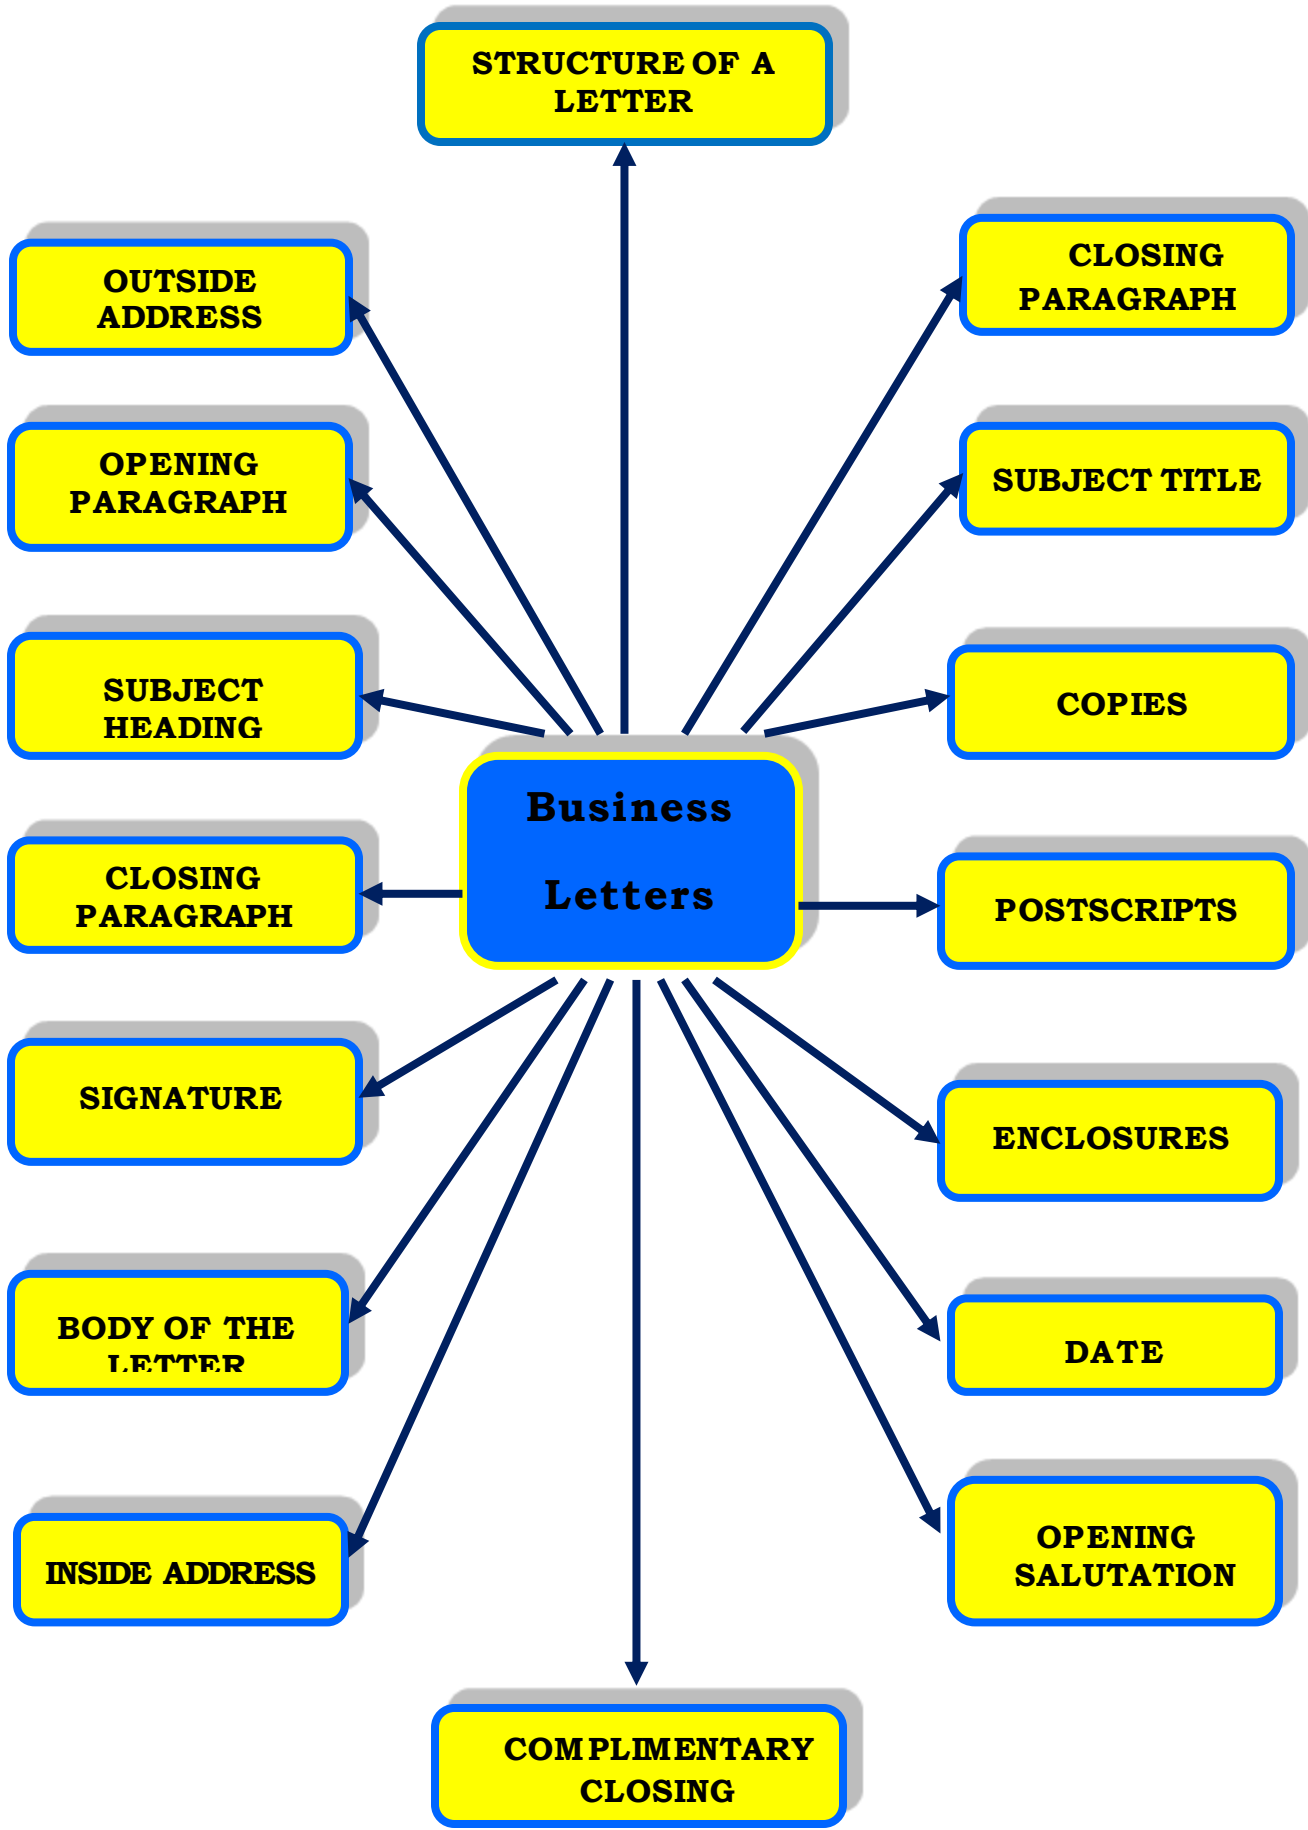 STRUCTURE OF A
LETTER
OUTSIDE
ADDRESS
CLOSING
PARAGRAPH
OPENING
PARAGRAPH
SUBJECT TITLE
SUBJECT
HEADING
COPIES
Business
Letters
CLOSING
PARAGRAPH
POSTSCRIPTS
SIGNATURE
ENCLOSURES
BODY OF THE
LETTER
DATE
INSIDE ADDRESS
OPENING
SALUTATION
COMPLIMENTARY
CLOSING